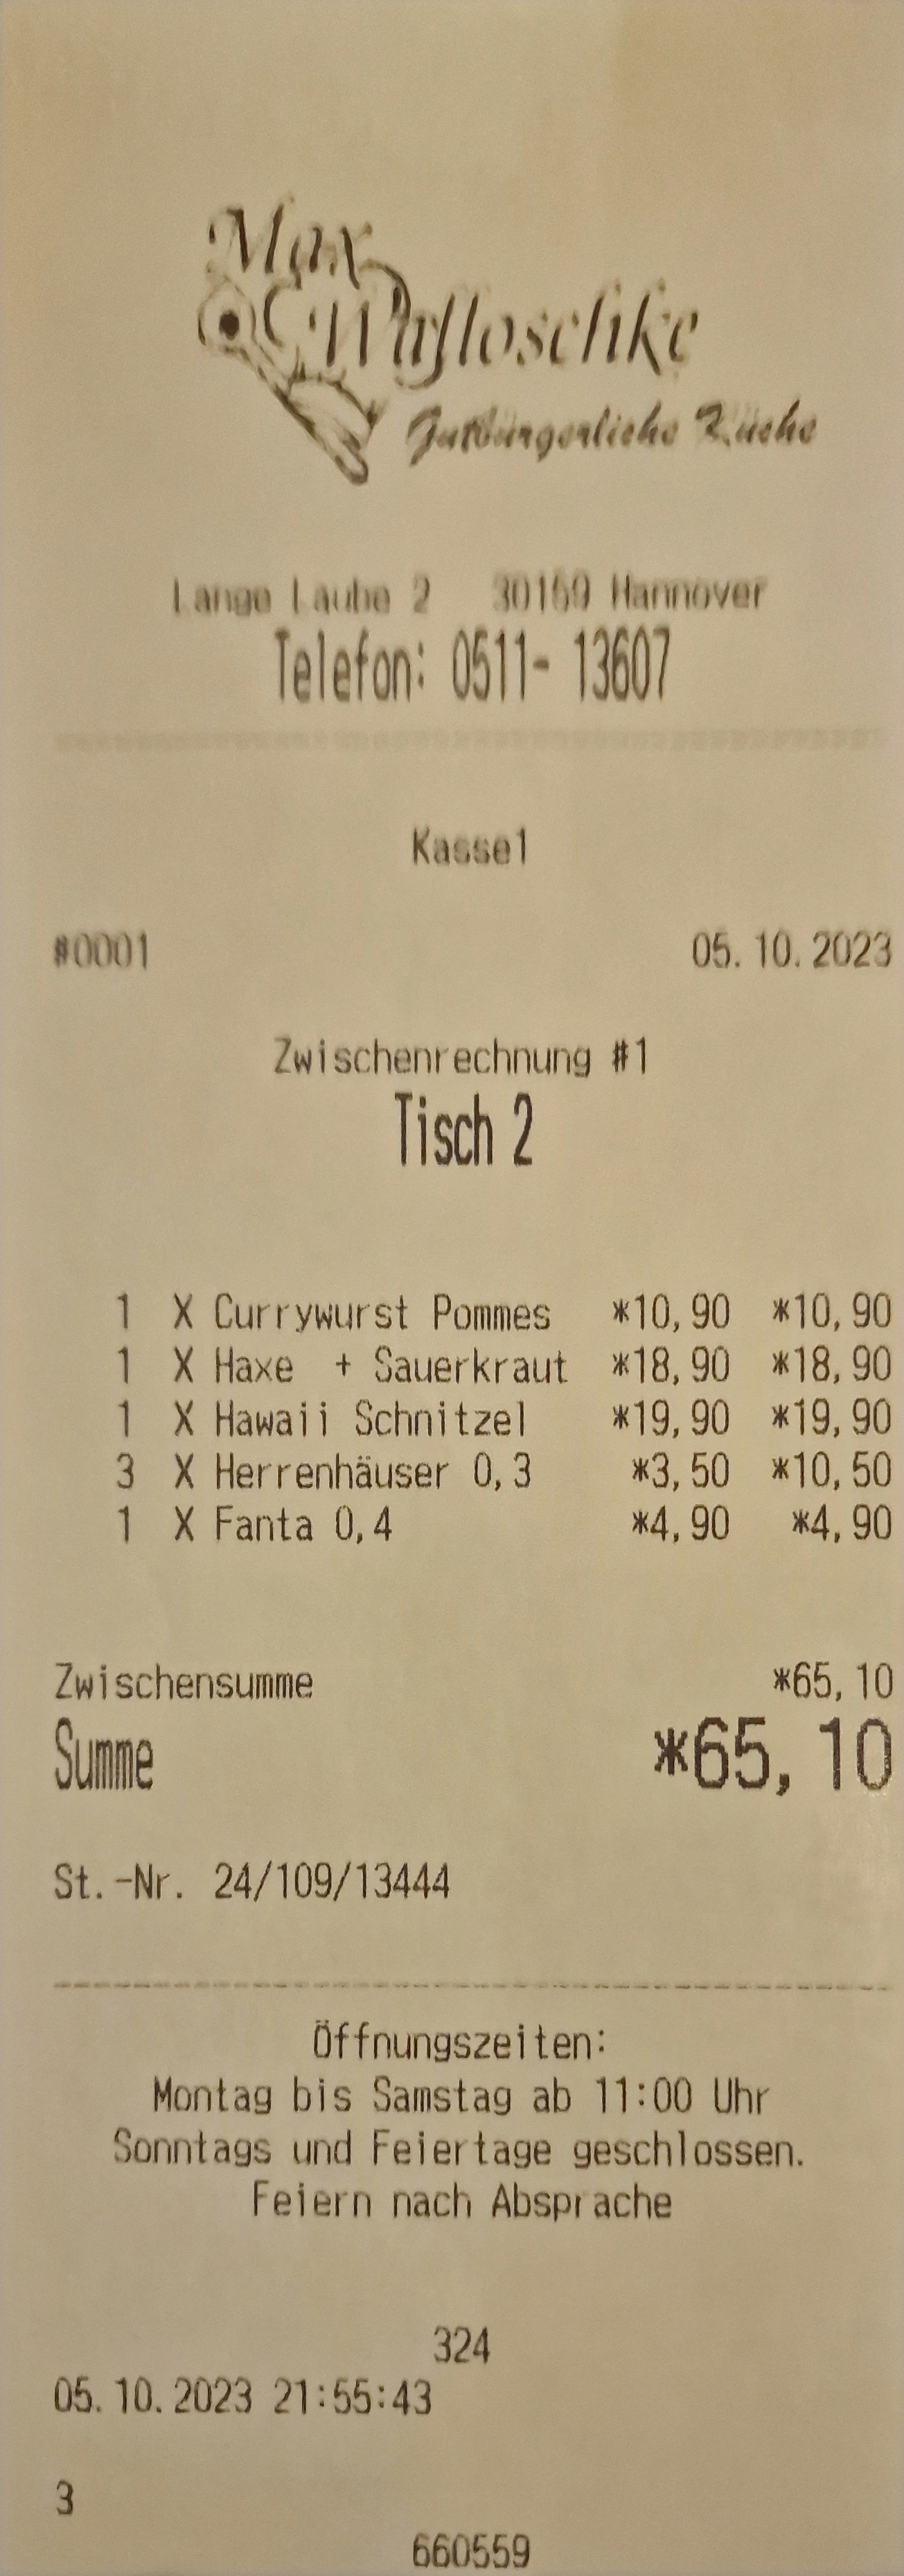 Max
Walloschke
Gutbürgerliche Küche
Lange Laube 2 30159 Hannover
Telefon: 0511- 13607
Kasse1
#0001 05.10.2023
Zwischenrechnung #1
Tisch 2
1 X Currywurst Pommes *10,90 *10,90
1 X Haxe + Sauerkraut *18,90 *18,90
1 X Hawaii Schnitzel *19,90 *19,90
3 X Herrenhäuser 0,3 *3,50 *10,50
1 X Fanta 0,4 *4,90 *4,90
Zwischensumme *65,10
Summe *65,10
St.-Nr. 24/109/13444
Öffnungszeiten:
Montag bis Samstag ab 11:00 Uhr
Sonntags und Feiertage geschlossen.
Feiern nach Absprache
324
05.10.2023 21:55:43
3
660559